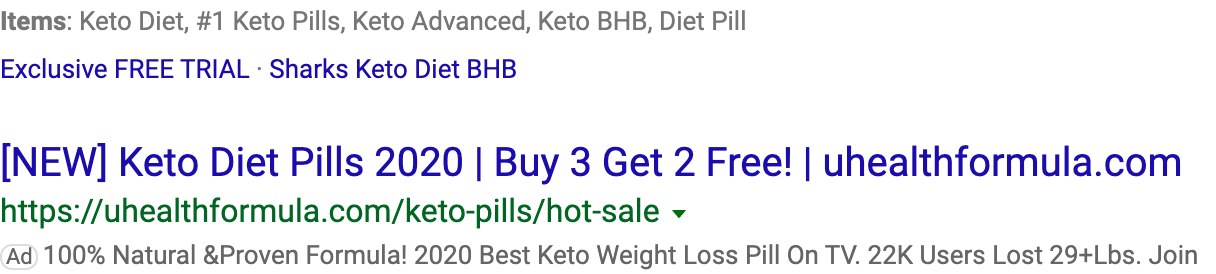 Items: Keto Diet, #1 Keto Pills, Keto Advanced, Keto BHB, Diet Pill
Exclusive FREE TRIAL · Sharks Keto Diet BHB
[NEW] Keto Diet Pills 2020 | Buy 3 Get 2 Free! | uhealthformula.com
https://uhealthformula.com/keto-pills/hot-sale
Ad 100% Natural &Proven Formula! 2020 Best Keto Weight Loss Pill On TV. 22K Users Lost 29+Lbs. Join